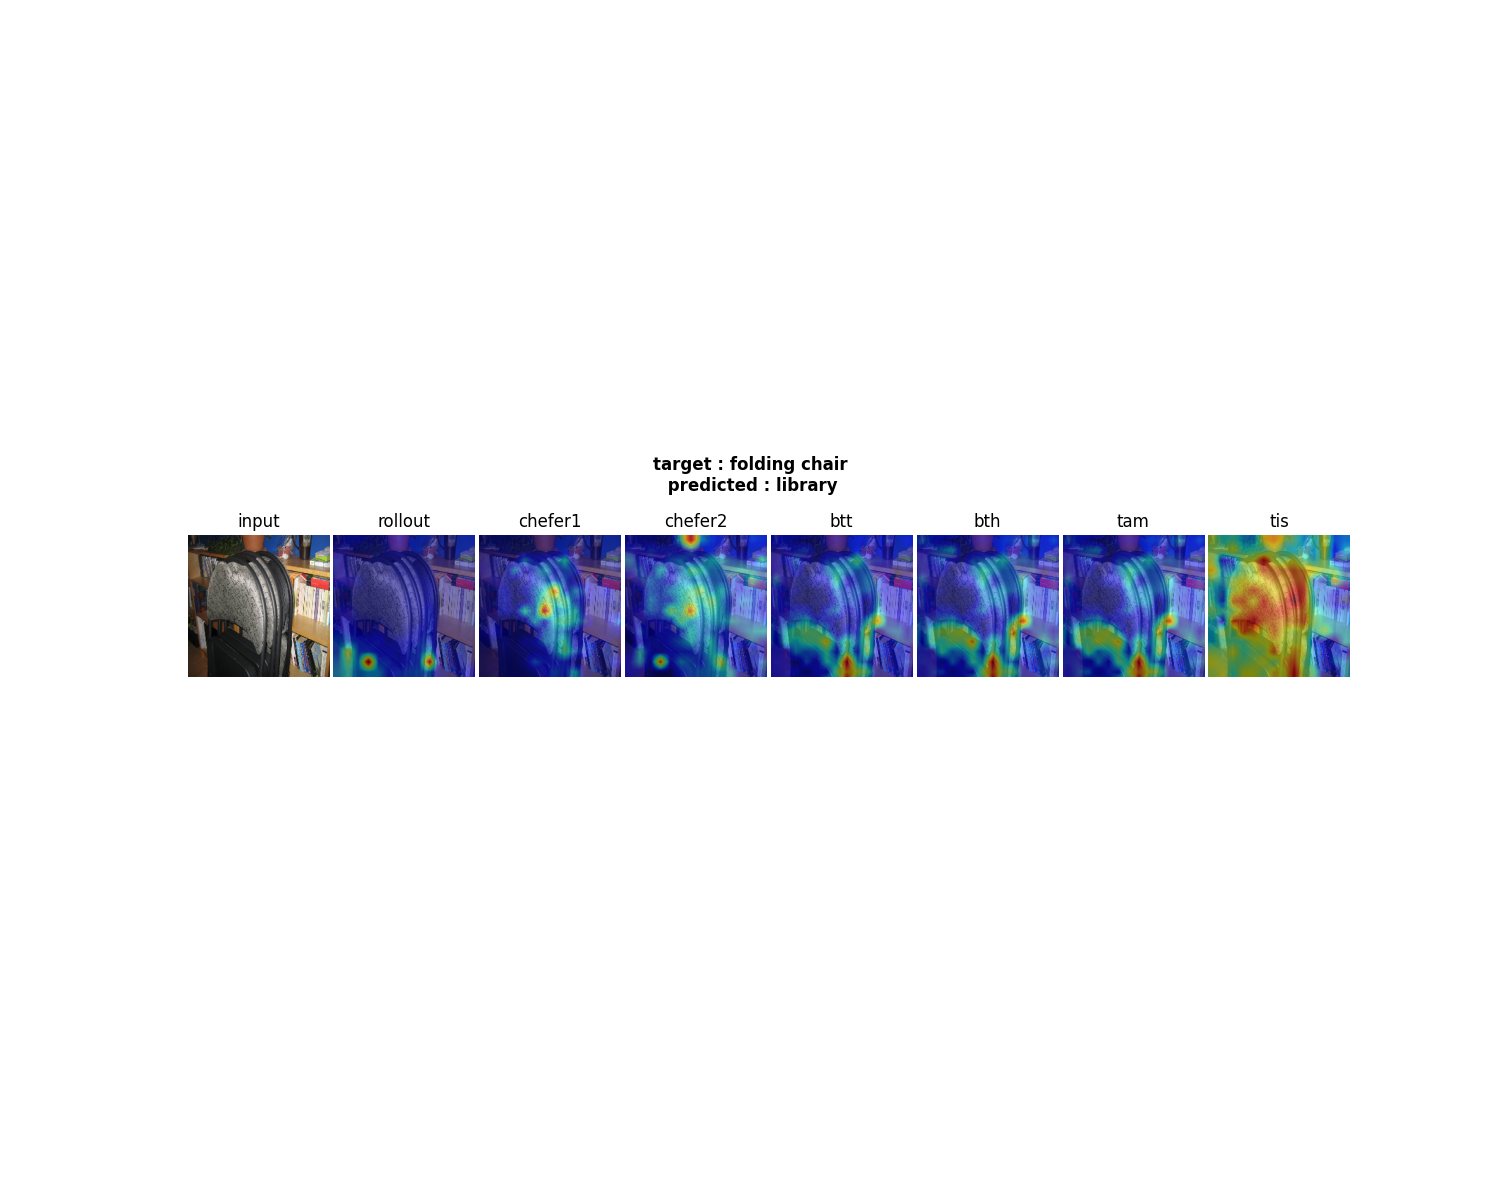 target : folding chair
predicted : library
input rollout chefer1 chefer2 btt bth tam tis